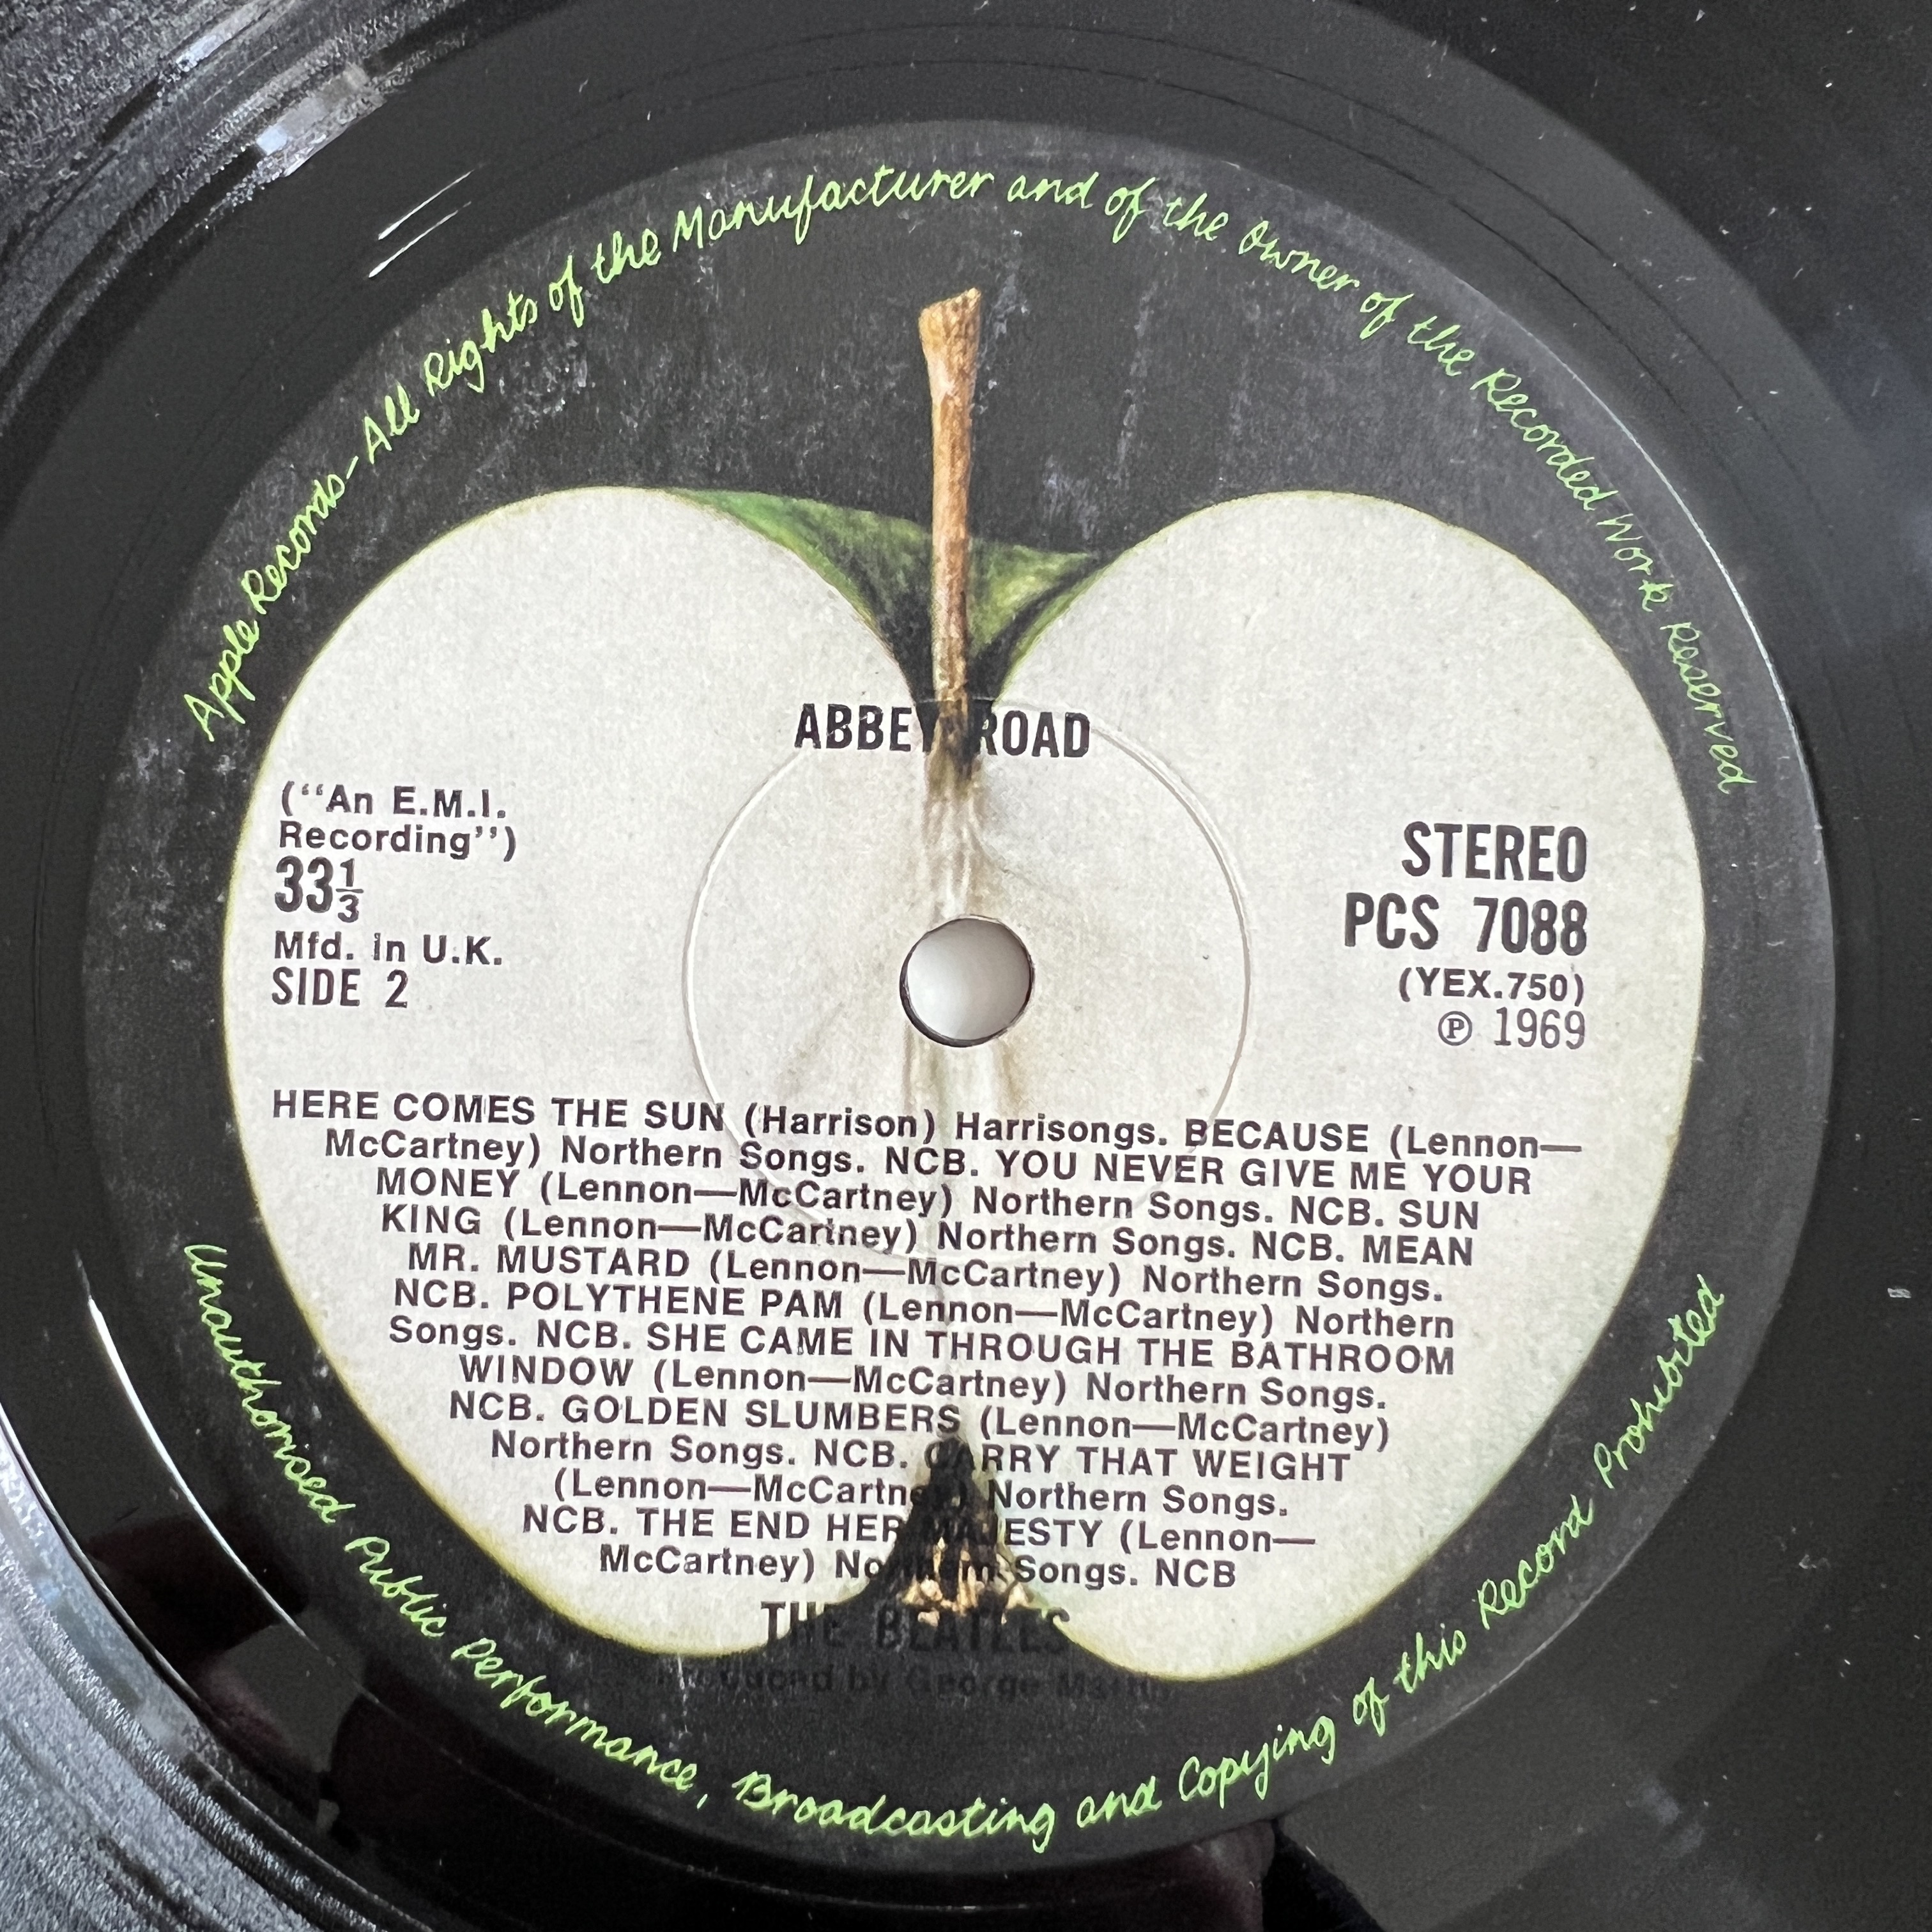 Apple Records—All Rights of the Manufacturer and of the Owner of the Recorded Work Reserved
ABBEY ROAD
(“An E.M.I.
Recording”)
33⅓
Mfd. in U.K.
SIDE 2
STEREO
PCS 7088
(YEX.750)
℗ 1969
HERE COMES THE SUN (Harrison) Harrisongs. BECAUSE (Lennon—
McCartney) Northern Songs. NCB. YOU NEVER GIVE ME YOUR
MONEY (Lennon—McCartney) Northern Songs. NCB. SUN
KING (Lennon—McCartney) Northern Songs. NCB. MEAN
MR. MUSTARD (Lennon—McCartney) Northern Songs.
NCB. POLYTHENE PAM (Lennon—McCartney) Northern
Songs. NCB. SHE CAME IN THROUGH THE BATHROOM
WINDOW (Lennon—McCartney) Northern Songs.
NCB. GOLDEN SLUMBERS (Lennon—McCartney)
Northern Songs. NCB. CARRY THAT WEIGHT
(Lennon—McCartney) Northern Songs.
NCB. THE END HER MAJESTY (Lennon—
McCartney) Northern Songs. NCB
THE BEATLES
Produced by George Martin
Unauthorised Public Performance, Broadcasting and Copying of this Record Prohibited